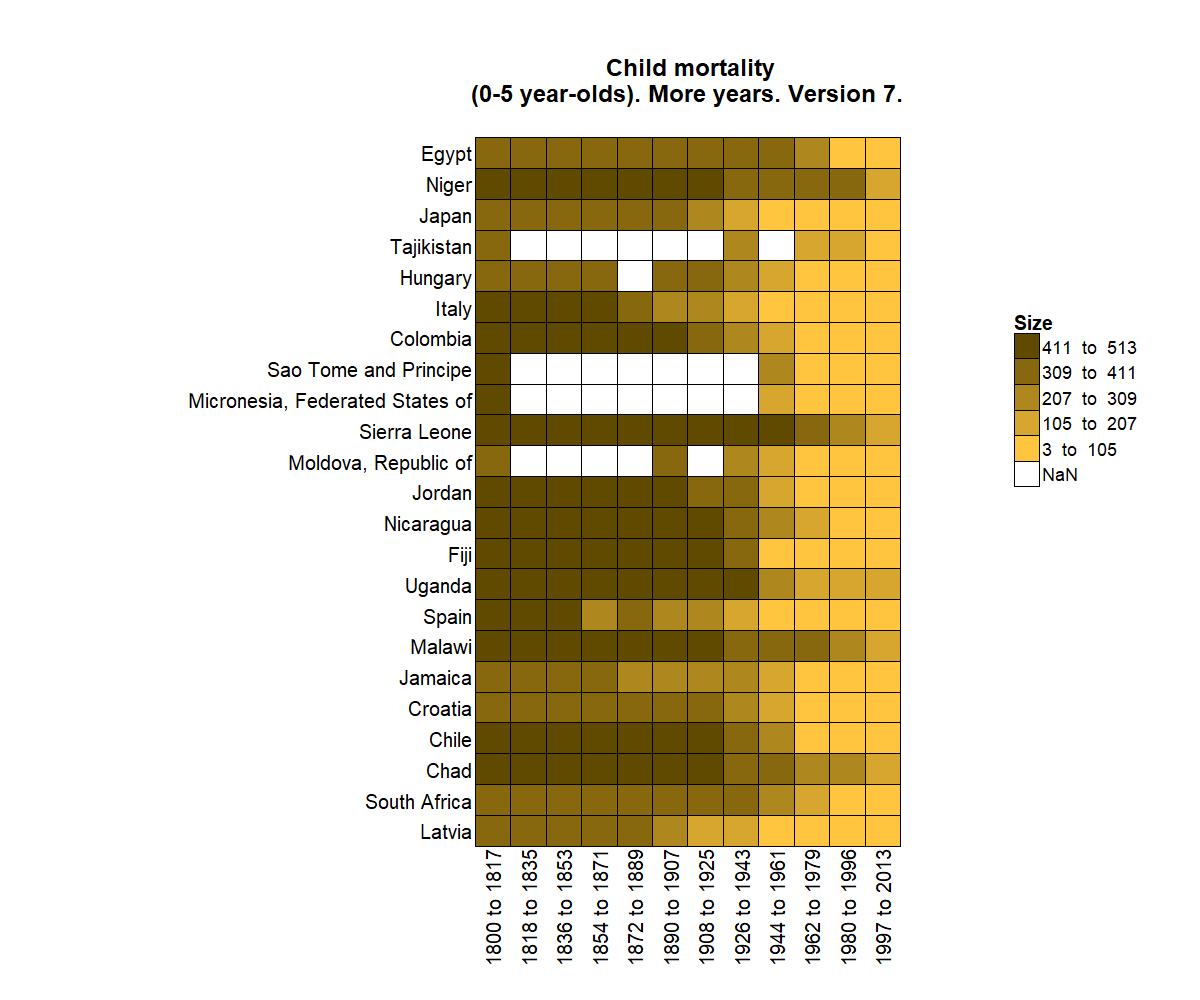 Child mortality
(0-5 year-olds). More years. Version 7.
Egypt
Niger
Japan
Tajikistan
Hungary
Italy
Colombia
Sao Tome and Principe
Micronesia, Federated States of
Sierra Leone
Moldova, Republic of
Jordan
Nicaragua
Fiji
Uganda
Spain
Malawi
Jamaica
Croatia
Chile
Chad
South Africa
Latvia
1800 to 1817
1818 to 1835
1836 to 1853
1854 to 1871
1872 to 1889
1890 to 1907
1908 to 1925
1926 to 1943
1944 to 1961
1962 to 1979
1980 to 1996
1997 to 2013
Size
411 to 513
309 to 411
207 to 309
105 to 207
3 to 105
NaN